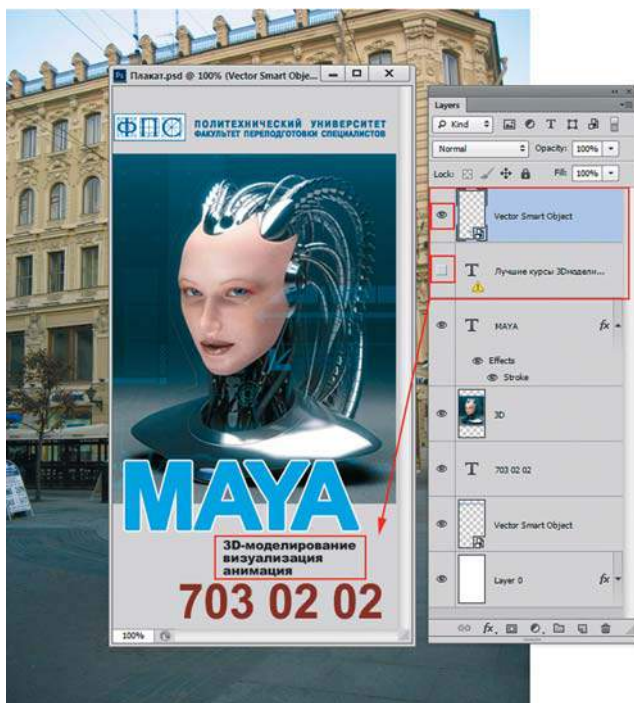 Плакат.psd @ 100% (Vector Smart Obje...
ФПС
ПОЛИТЕХНИЧЕСКИЙ УНИВЕРСИТЕТ
ФАКУЛЬТЕТ ПЕРЕПОДГОТОВКИ СПЕЦИАЛИСТОВ
MAYA
3D-моделирование
визуализация
анимация
703 02 02
100%
Layers
Kind
Normal
Opacity: 100%
Lock:
Fill: 100%
Vector Smart Object
Лучшие курсы 3Dмодели...
MAYA
fx
Effects
Stroke
3D
703 02 02
Vector Smart Object
Layer 0
fx
fx